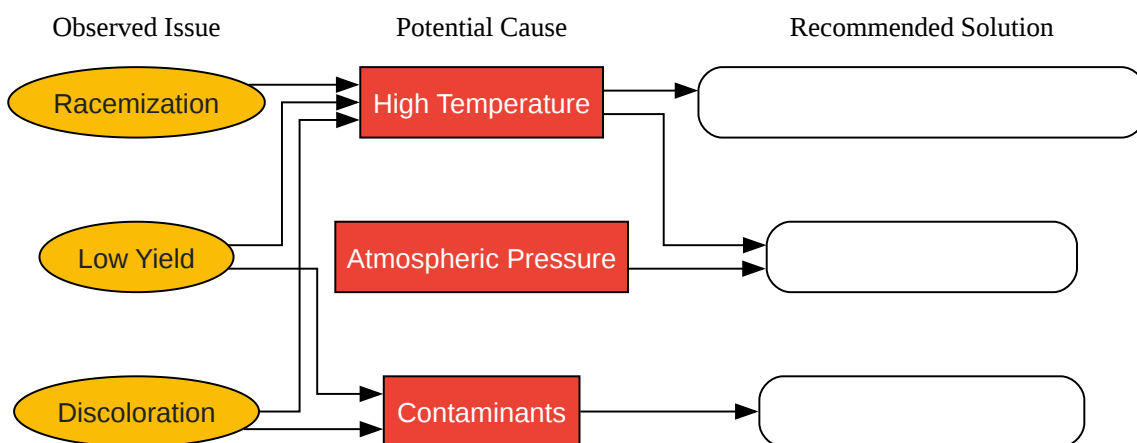 Observed Issue
Potential Cause
Recommended Solution
Racemization
High Temperature
Low Yield
Atmospheric Pressure
Discoloration
Contaminants